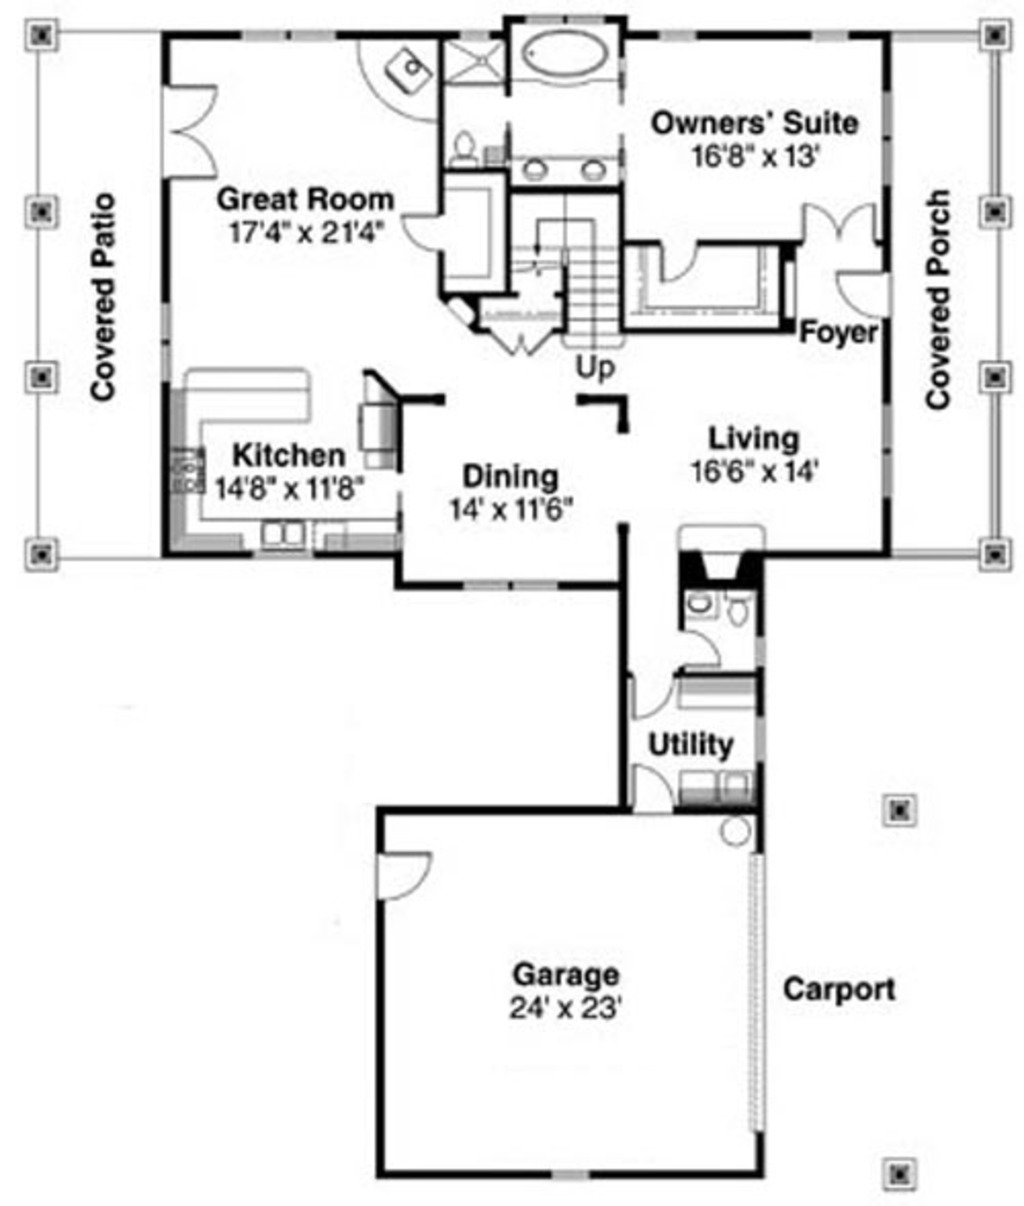 Owners' Suite
16'8" x 13'
Great Room
17'4" x 21'4"
Covered Patio
Covered Porch
Foyer
Up
Living
16'6" x 14'
Kitchen
14'8" x 11'8"
Dining
14' x 11'6"
Utility
Garage
24' x 23'
Carport